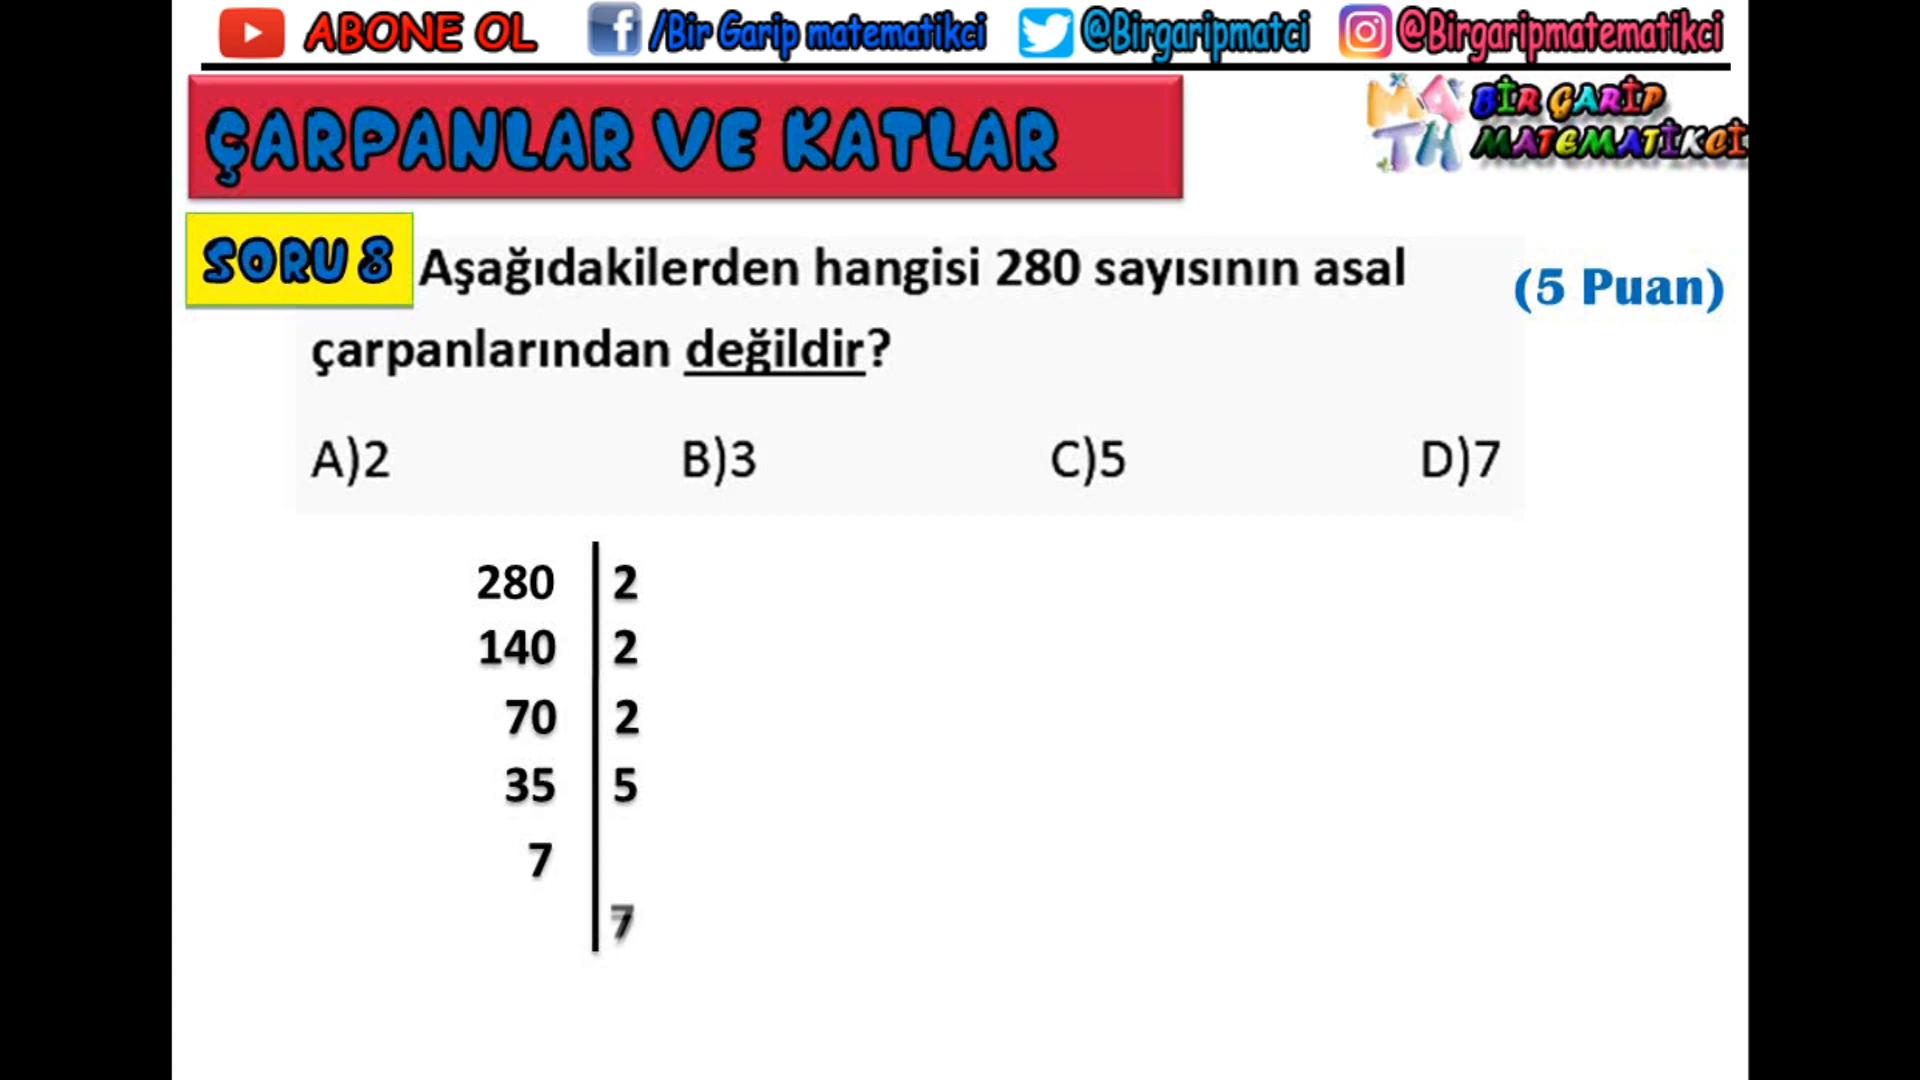 ABONE OL /Bir Garip matematikci @Birgaripmatci @Birgaripmatematikci
ÇARPANLAR VE KATLAR
MATH BİR GARİP
MATEMATİKCİ
SORU 8 Aşağıdakilerden hangisi 280 sayısının asal (5 Puan)
çarpanlarından değildir?
A)2 B)3 C)5 D)7
280 2
140 2
70 2
35 5
7
7